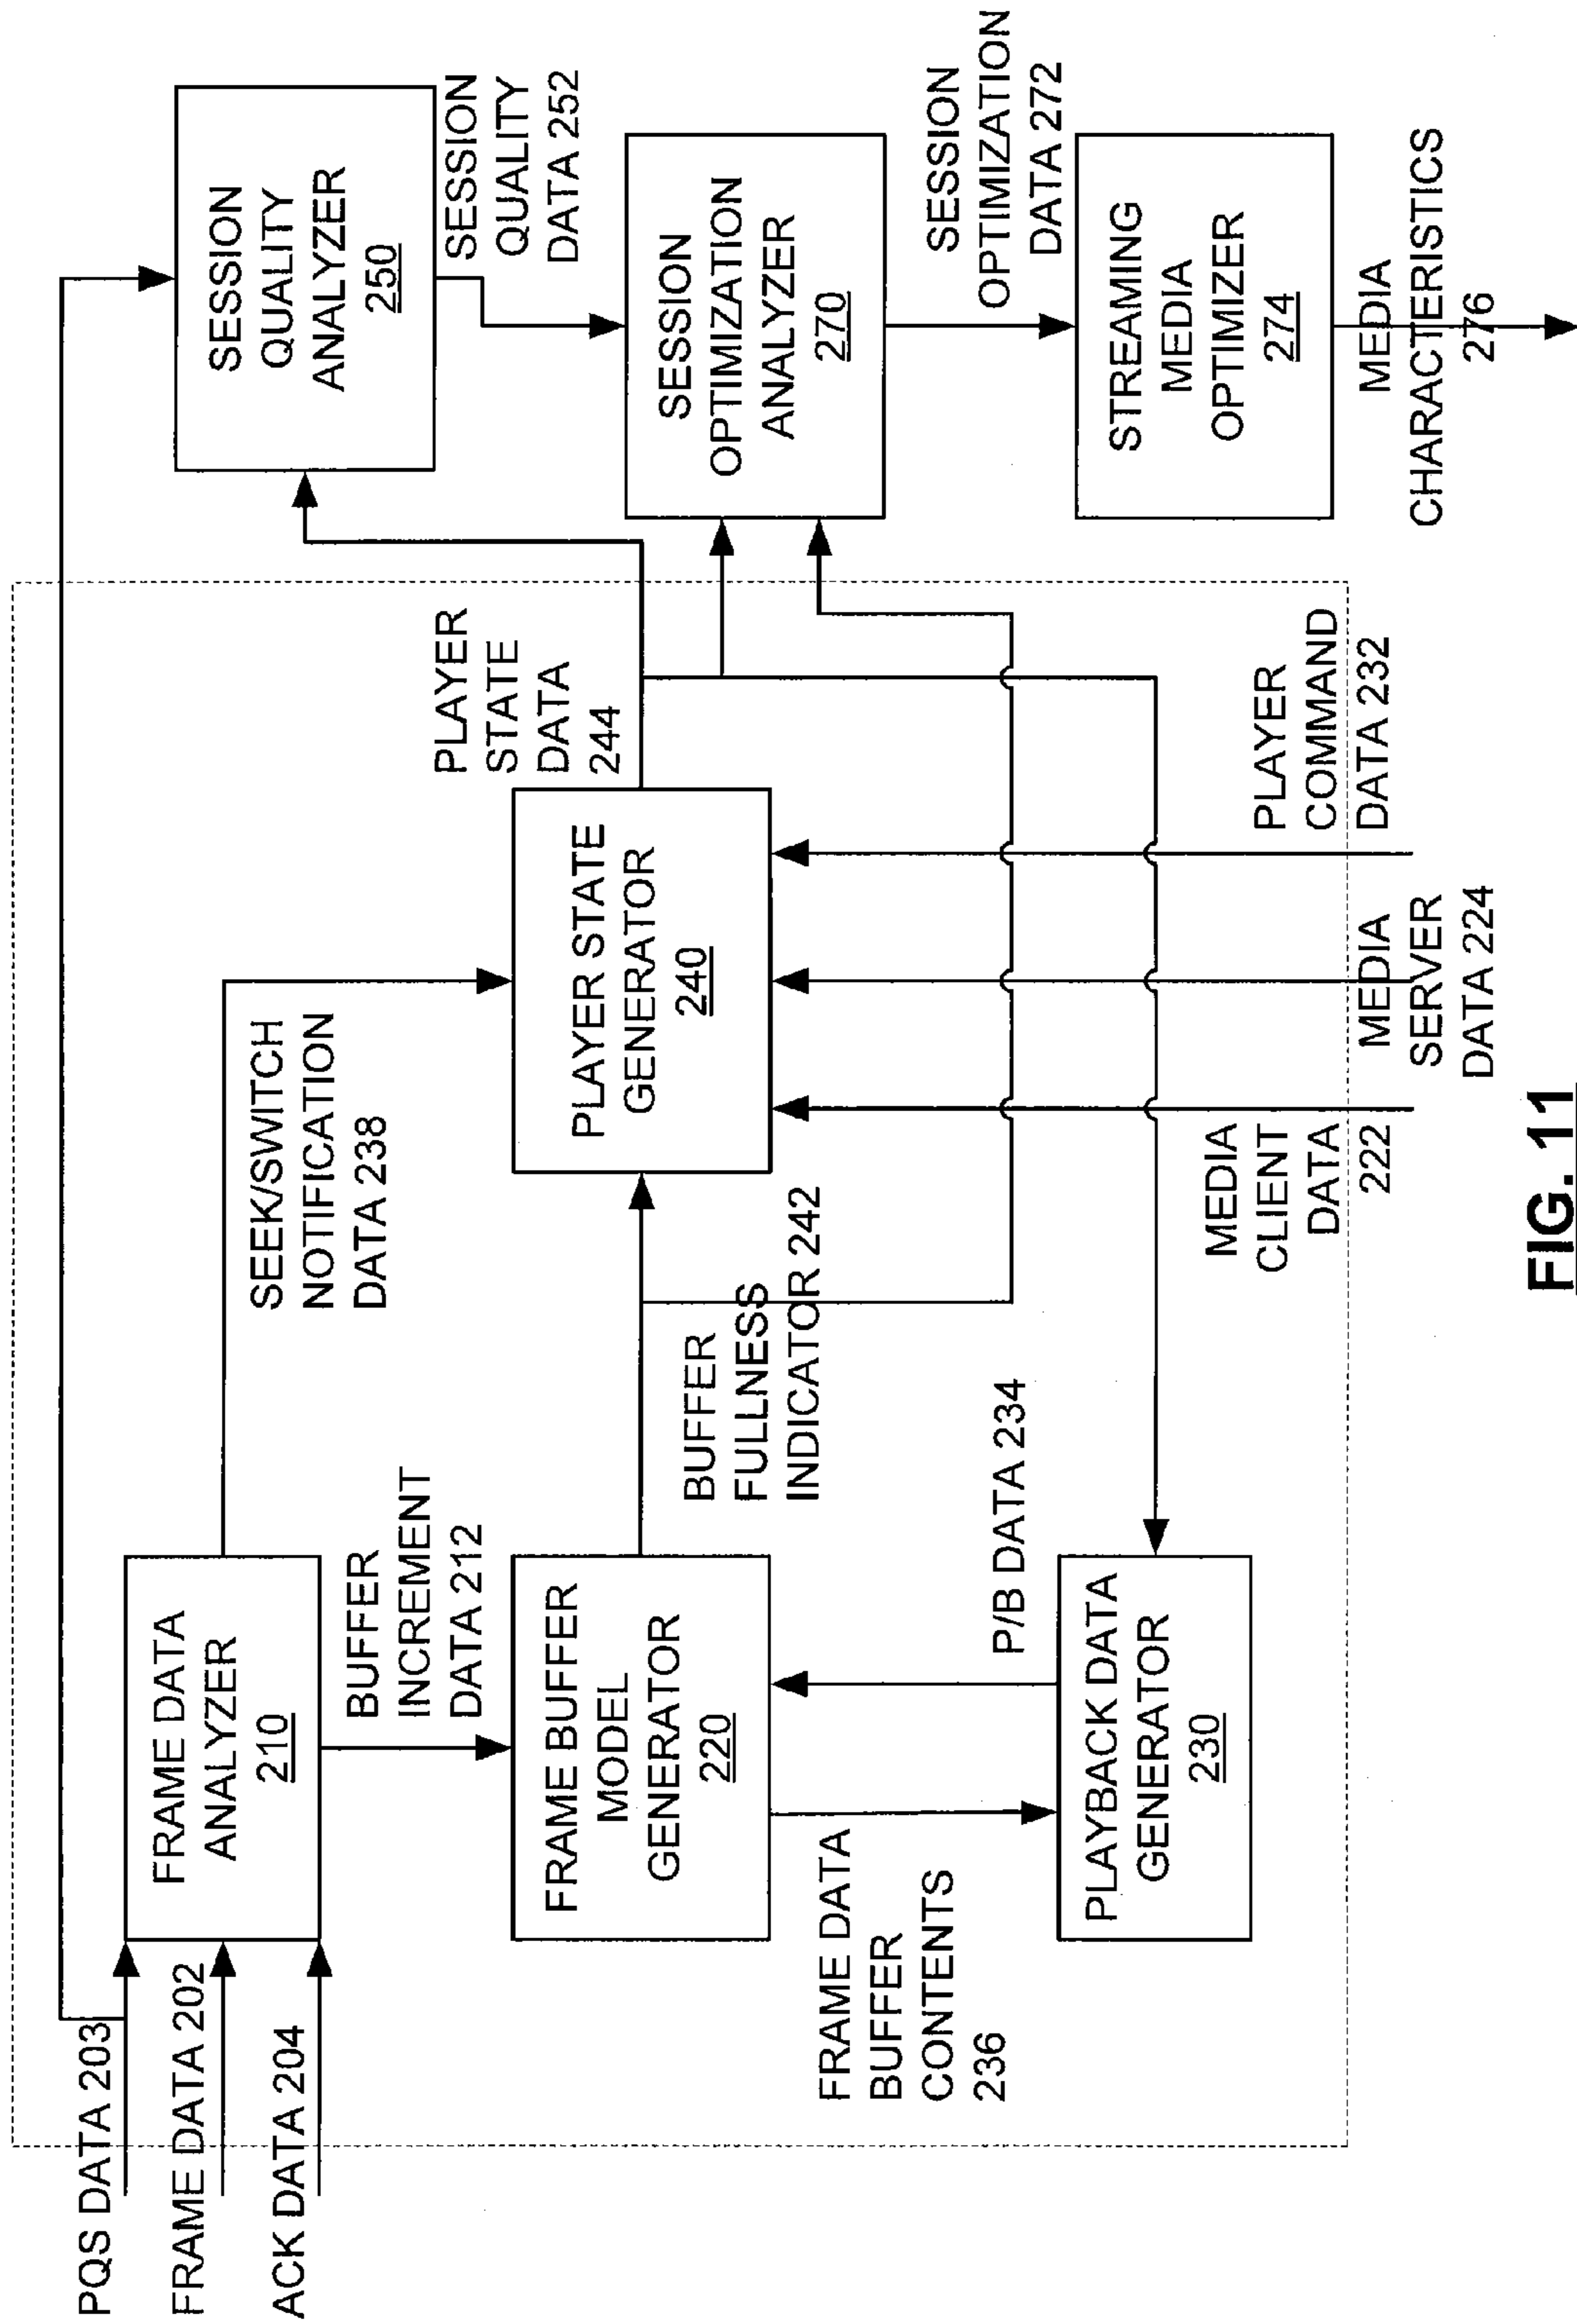 PQS DATA 203
FRAME DATA 202
ACK DATA 204
FRAME DATA
ANALYZER
210
SEEK/SWITCH
NOTIFICATION
DATA 238
BUFFER
INCREMENT
DATA 212
FRAME BUFFER
MODEL
GENERATOR
220
BUFFER
FULLNESS
INDICATOR 242
PLAYER STATE
GENERATOR
240
PLAYER
STATE
DATA
244
SESSION
QUALITY
ANALYZER
250
SESSION
QUALITY
DATA 252
SESSION
OPTIMIZATION
ANALYZER
270
SESSION
OPTIMIZATION
DATA 272
STREAMING
MEDIA
OPTIMIZER
274
MEDIA
CHARACTERISTICS
276
FRAME DATA
BUFFER
CONTENTS
236
P/B DATA 234
PLAYBACK DATA
GENERATOR
230
MEDIA
CLIENT
DATA
222
MEDIA
SERVER
DATA 224
PLAYER
COMMAND
DATA 232
FIG. 11